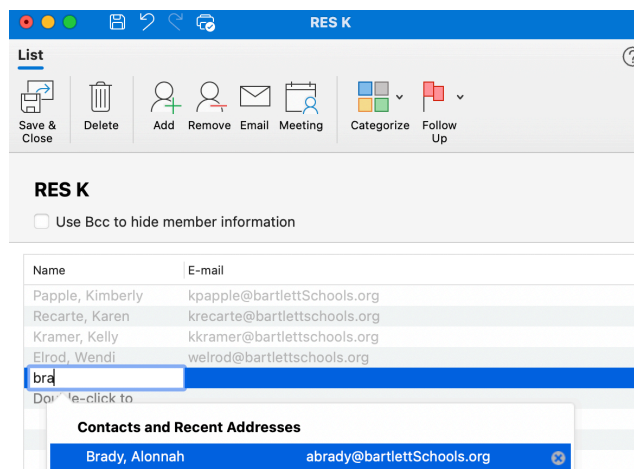 RES K
List
Save & Close
Delete
Add
Remove
Email
Meeting
Categorize
Follow Up
RES K
Use Bcc to hide member information
Name E-mail
Papple, Kimberly kpapple@bartlettSchools.org
Recarte, Karen krecarte@bartlettschools.org
Kramer, Kelly kkramer@bartlettschools.org
Elrod, Wendi welrod@bartlettschools.org
bra
Double-click to
Contacts and Recent Addresses
Brady, Alonnah abrady@bartlettSchools.org